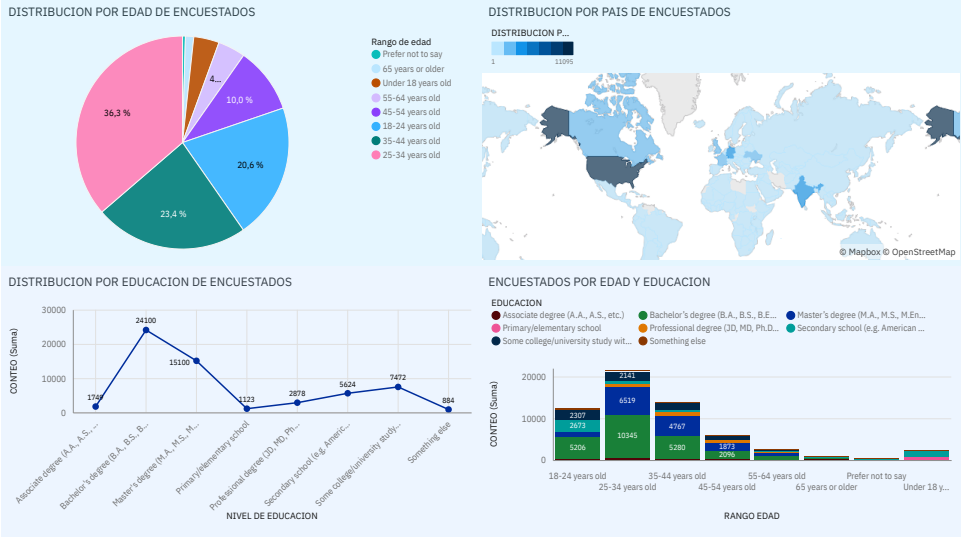 DISTRIBUCION POR EDAD DE ENCUESTADOS
36,3 %
23,4 %
20,6 %
10,0 %
4...
Rango de edad
Prefer not to say
65 years or older
Under 18 years old
55-64 years old
45-54 years old
18-24 years old
35-44 years old
25-34 years old
DISTRIBUCION POR PAIS DE ENCUESTADOS
DISTRIBUCION P...
1 11095
© Mapbox © OpenStreetMap
DISTRIBUCION POR EDUCACION DE ENCUESTADOS
CONTEO (Suma)
30000
20000
10000
0
1749
24100
15100
1123
2878
5624
7472
884
Associate degree (A.A., A.S., ...
Bachelor's degree (B.A., B.S., B...
Master's degree (M.A., M.S., M...
Primary/elementary school
Professional degree (JD, MD, Ph...
Secondary school (e.g. Americ...
Some college/university study...
Something else
NIVEL DE EDUCACION
ENCUESTADOS POR EDAD Y EDUCACION
EDUCACION
Associate degree (A.A., A.S., etc.)
Bachelor's degree (B.A., B.S., B.E...
Master's degree (M.A., M.S., M.En...
Primary/elementary school
Professional degree (JD, MD, Ph.D...
Secondary school (e.g. American ...
Some college/university study wit...
Something else
CONTEO (Suma)
20000
10000
0
2307
2673
5206
2141
6519
10345
4767
5280
1873
2096
18-24 years old
25-34 years old
35-44 years old
45-54 years old
55-64 years old
65 years or older
Prefer not to say
Under 18 y...
RANGO EDAD